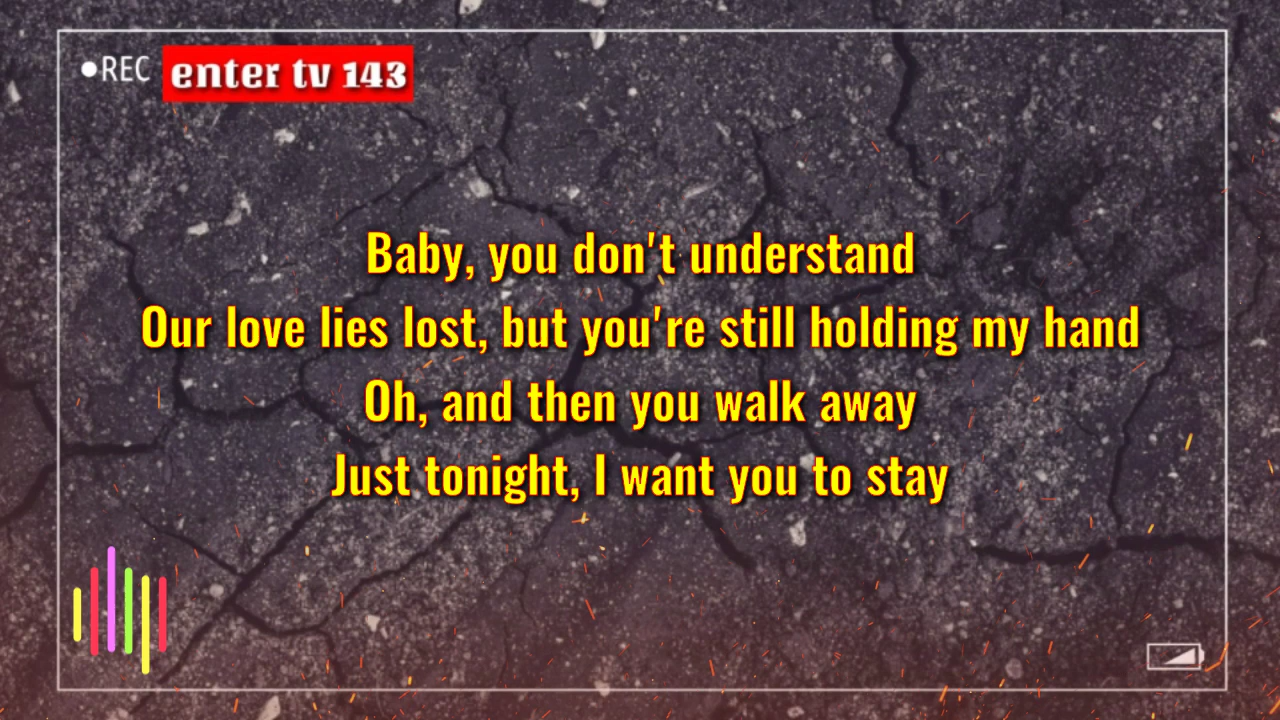 REC enter tv 143
Baby, you don't understand
Our love lies lost, but you're still holding my hand
Oh, and then you walk away
Just tonight, I want you to stay